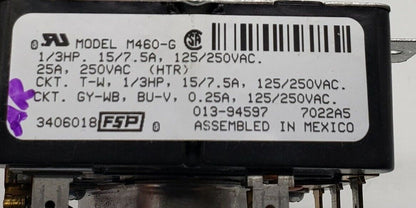 MODEL M460-G
1/3HP. 15/7.5A, 125/250VAC.
25A, 250VAC (HTR)
CKT. T-W, 1/3HP, 15/7.5A, 125/250VAC.
CKT. GY-WB, BU-V, 0.25A, 125/250VAC.
013-94597 7022A5
3406018 FSP ASSEMBLED IN MEXICO